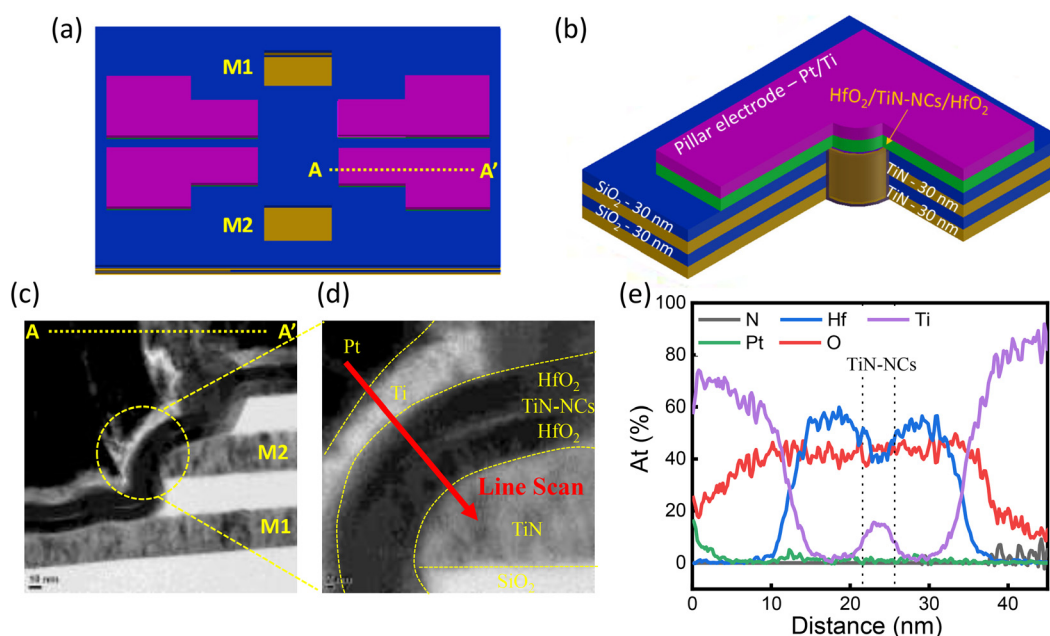 (a)
M1
A
A'
M2
(b)
Pillar electrode – Pt/Ti
HfO₂/TiN-NCs/HfO₂
SiO₂ - 30 nm
SiO₂ - 30 nm
TiN - 30 nm
TiN - 30 nm
(c)
A
A'
M2
M1
10 nm
(d)
Pt
Ti
HfO₂
TiN-NCs
HfO₂
Line Scan
TiN
SiO₂
(e)
N
Hf
Ti
Pt
O
TiN-NCs
At (%)
100
80
60
40
20
0
0
10
20
30
40
Distance (nm)